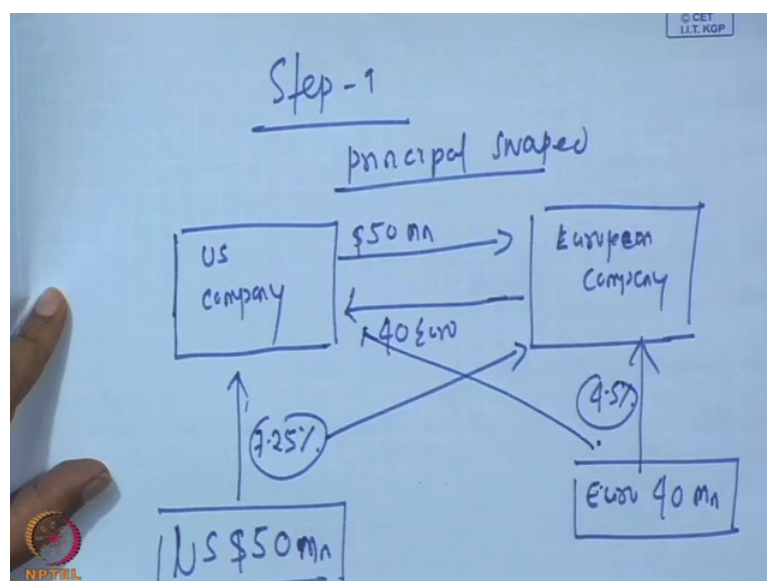 © CET
I.I.T. KGP
Step-1
principal swaped
US
company
$50 mn
European
Company
40 Euro
7.25%
4.5%
US $50 mn
Euro 40 mn
NPTEL